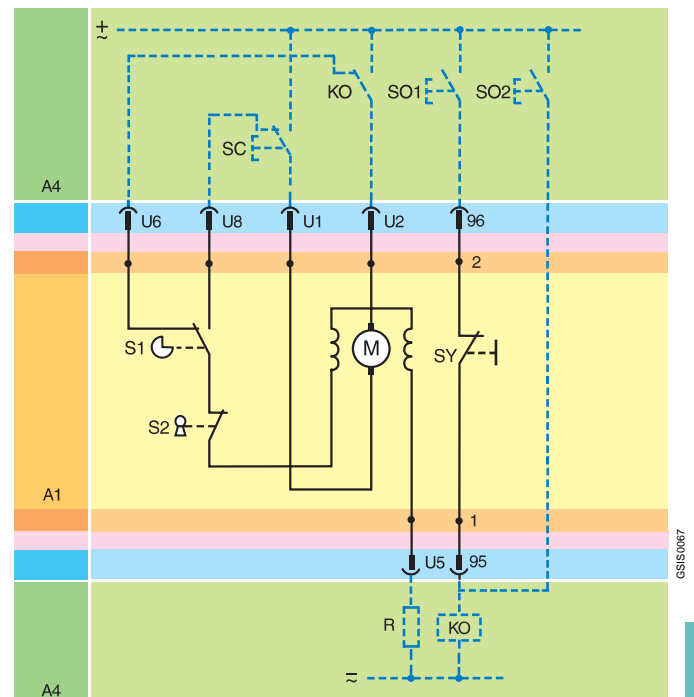 +
~
KO
SO1
SO2
SC
A4
U6
U8
U1
U2
96
2
S1
M
SY
S2
A1
1
U5
95
GSIS0067
R
KO
=
~
A4